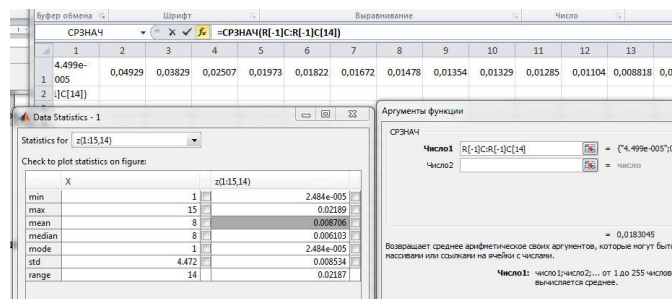 Буфер обмена Шрифт Выравнивание Число
СРЗНАЧ =СРЗНАЧ(R[-1]C:R[-1]C[14])
1 2 3 4 5 6 7 8 9 10 11 12 13
4.499e-
1 005 0,04929 0,03829 0,02507 0,01973 0,01822 0,01672 0,01478 0,01354 0,01329 0,01285 0,01104 0,008818
2 1]C[14])
Data Statistics - 1
Statistics for z(1:15,14)
Check to plot statistics on figure:
X z(1:15,14)
min 1 2.484e-005
max 15 0.02189
mean 8 0.008706
median 8 0.006103
mode 1 2.484e-005
std 4.472 0.008534
range 14 0.02187
Аргументы функции
СРЗНАЧ
Число1 R[-1]C:R[-1]C[14] = {"4.499e-005";
Число2 = число
= 0,0183045
Возвращает среднее арифметическое своих аргументов, которые могут быть
массивами или ссылками на ячейки с числами.
Число1: число1;число2;... от 1 до 255 числов
вычисляется среднее.